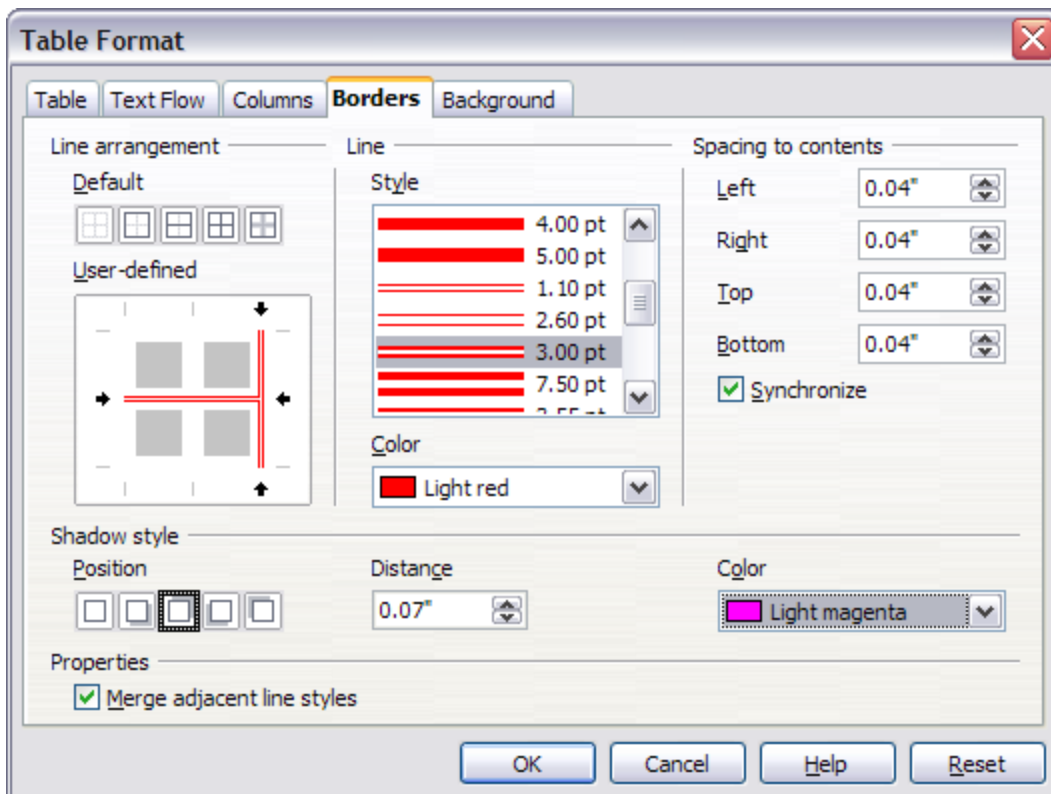 Table Format
Table Text Flow Columns Borders Background
Line arrangement Line Spacing to contents
Default Style Left 0.04"
4.00 pt
5.00 pt Right 0.04"
User-defined 1.10 pt
2.60 pt Top 0.04"
3.00 pt Bottom 0.04"
7.50 pt Synchronize
Color
Light red
Shadow style
Position Distance Color
0.07" Light magenta
Properties
Merge adjacent line styles
OK Cancel Help Reset